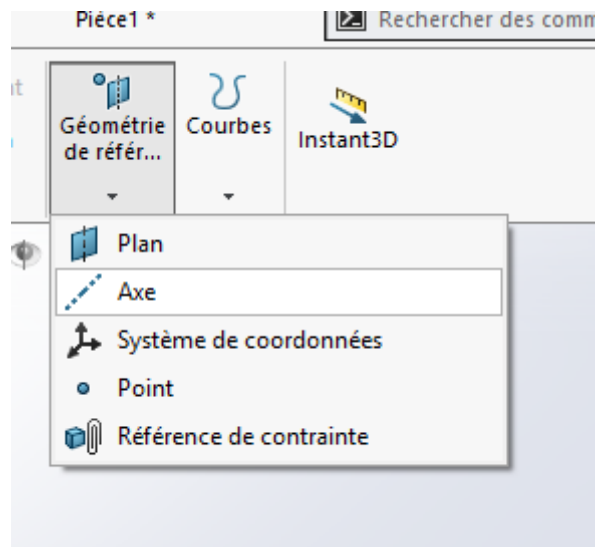 Pièce1 *
Rechercher des comm
Géométrie
de référ...
Courbes
Instant3D
Plan
Axe
Système de coordonnées
Point
Référence de contrainte